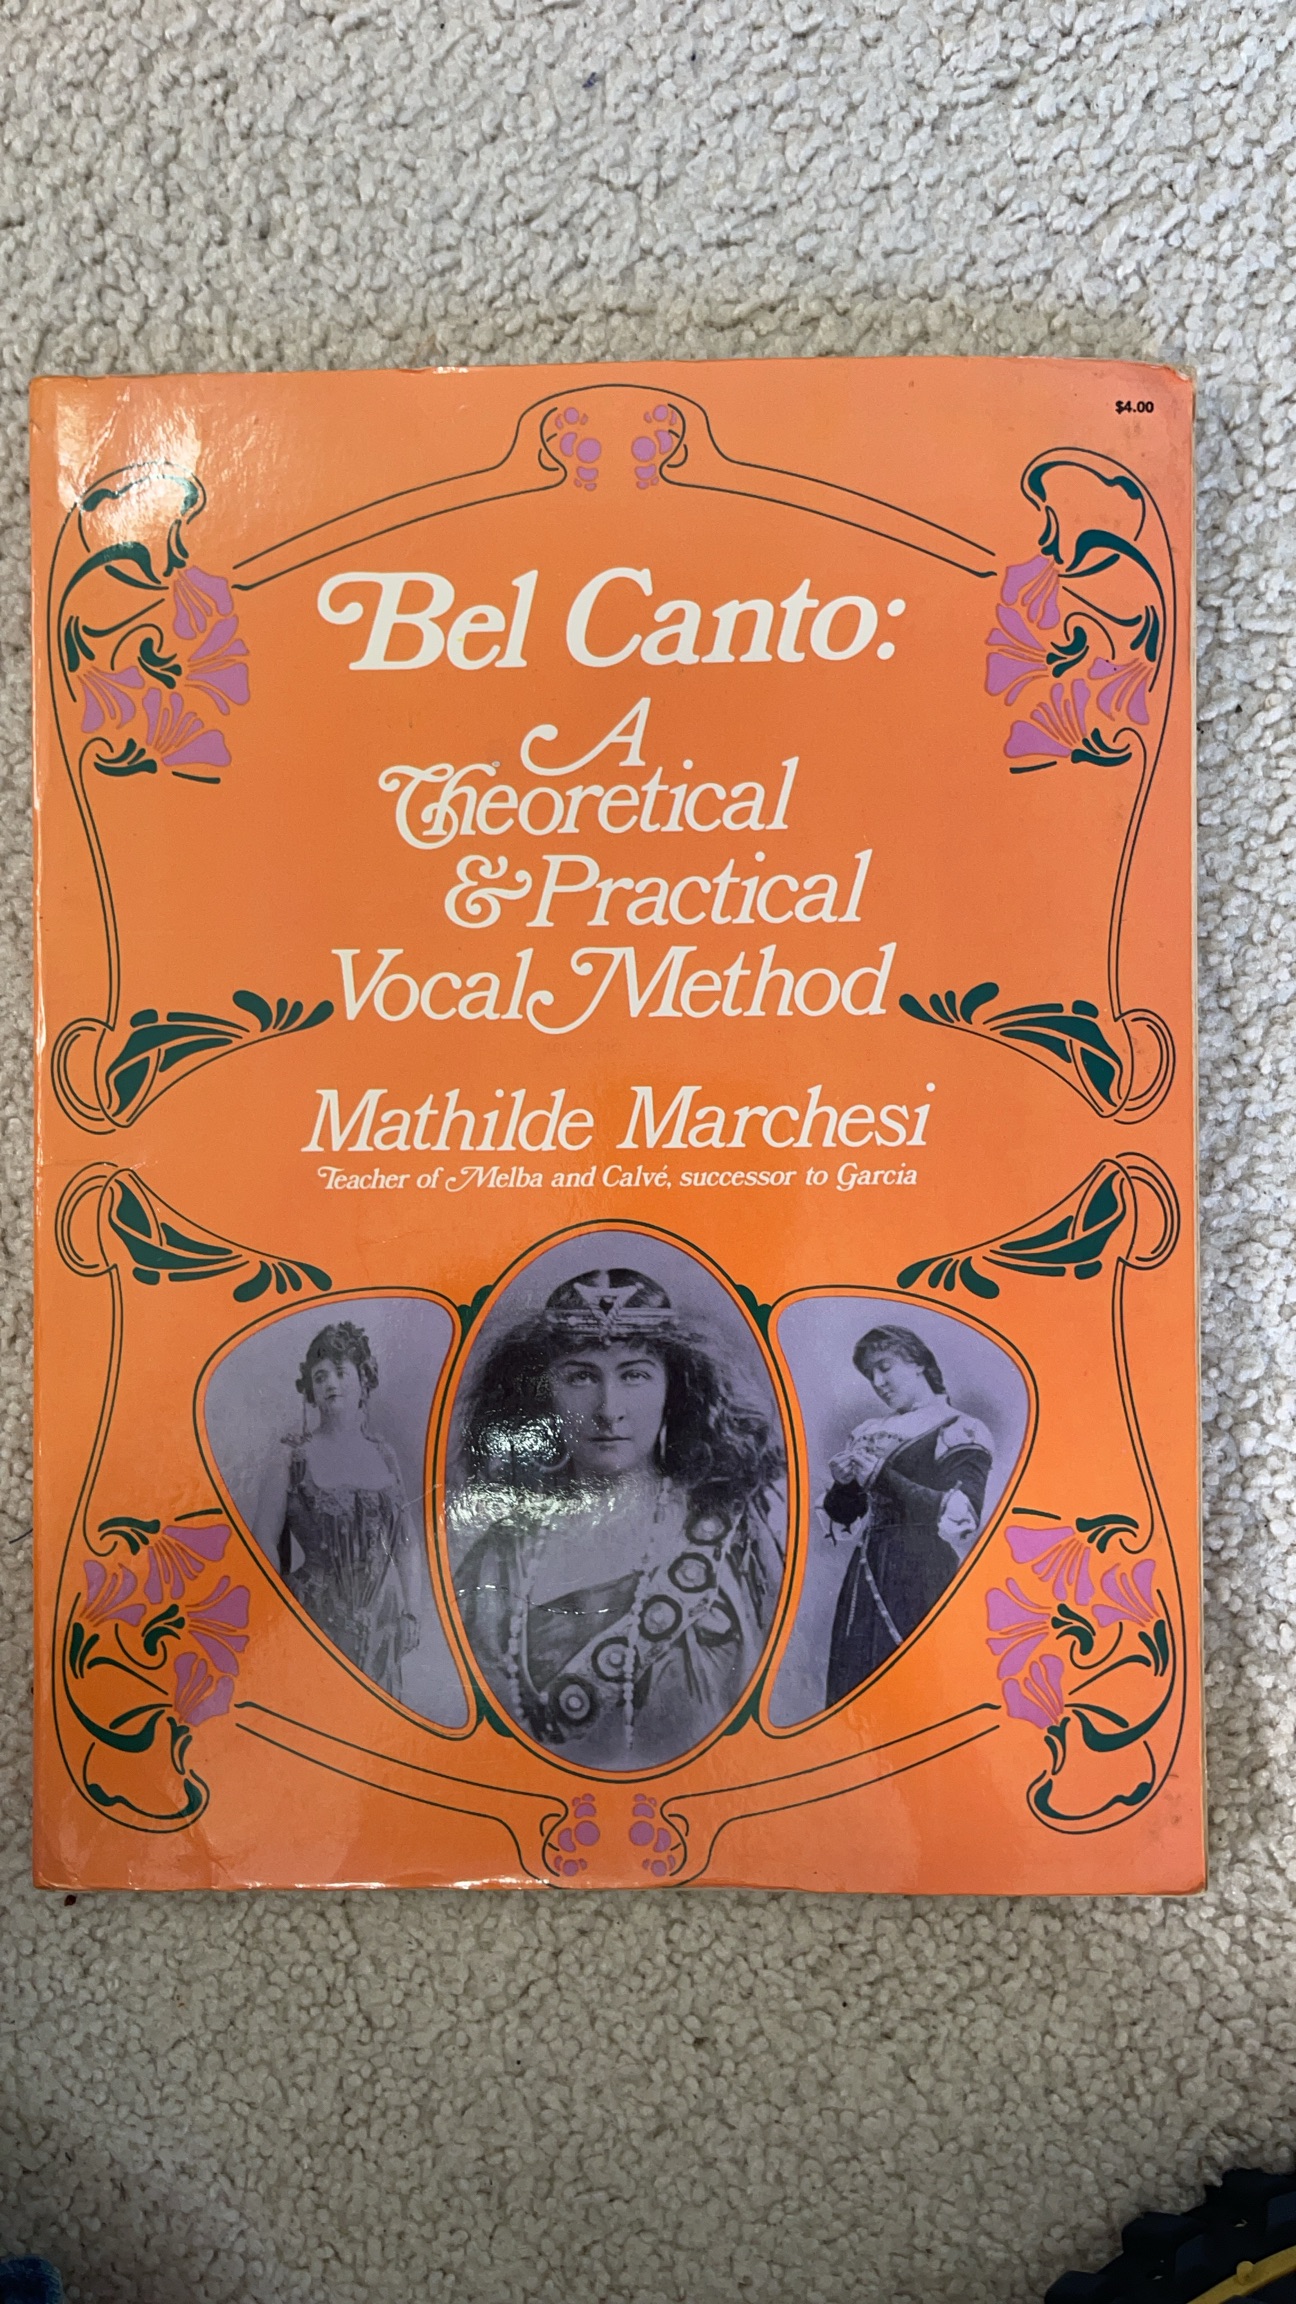 $4.00
Bel Canto:
A
Theoretical
& Practical
Vocal Method
Mathilde Marchesi
Teacher of Melba and Calvé, successor to Garcia